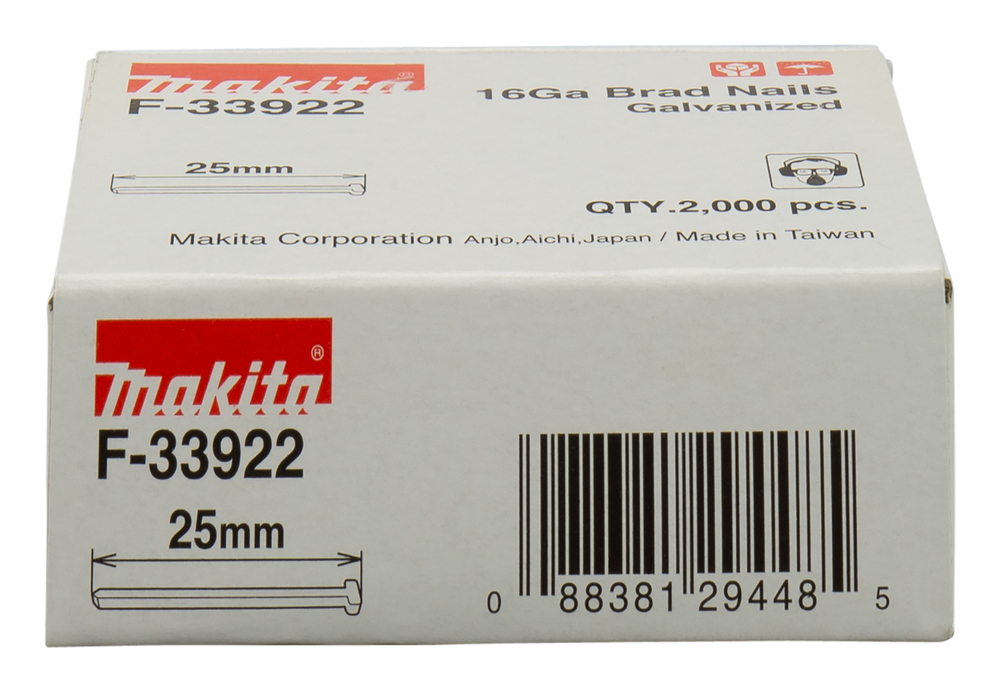 makita®
F-33922
16Ga Brad Nails
Galvanized
25mm
QTY.2,000 pcs.
Makita Corporation Anjo,Aichi,Japan / Made in Taiwan
makita®
F-33922
25mm
0 88381 29448 5